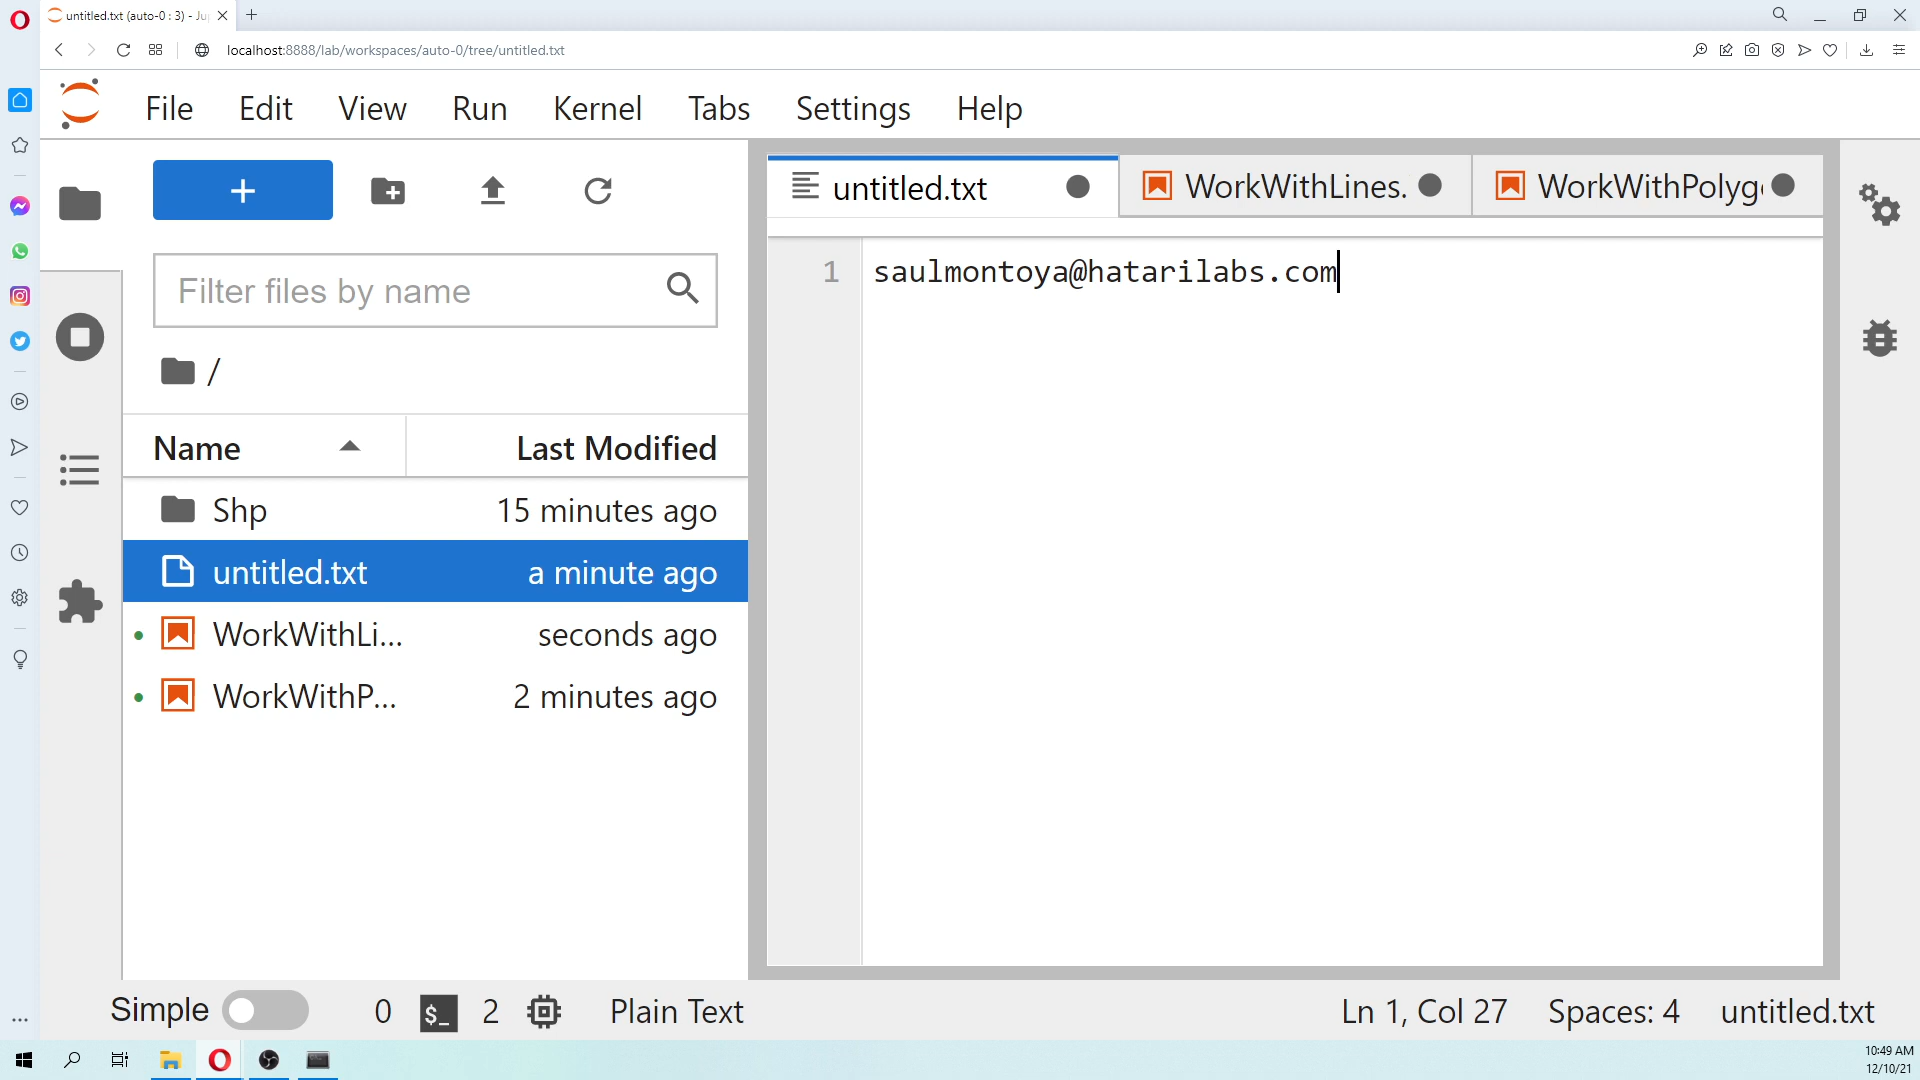 untitled.txt (auto-0 : 3) - Ju
localhost:8888/lab/workspaces/auto-0/tree/untitled.txt
File Edit View Run Kernel Tabs Settings Help
untitled.txt
WorkWithLines.
WorkWithPolyg
Filter files by name
/
Name Last Modified
Shp 15 minutes ago
untitled.txt a minute ago
WorkWithLi... seconds ago
WorkWithP... 2 minutes ago
1 saulmontoya@hatarilabs.com
Simple 0 $_ 2 Plain Text Ln 1, Col 27 Spaces: 4 untitled.txt
10:49 AM
12/10/21